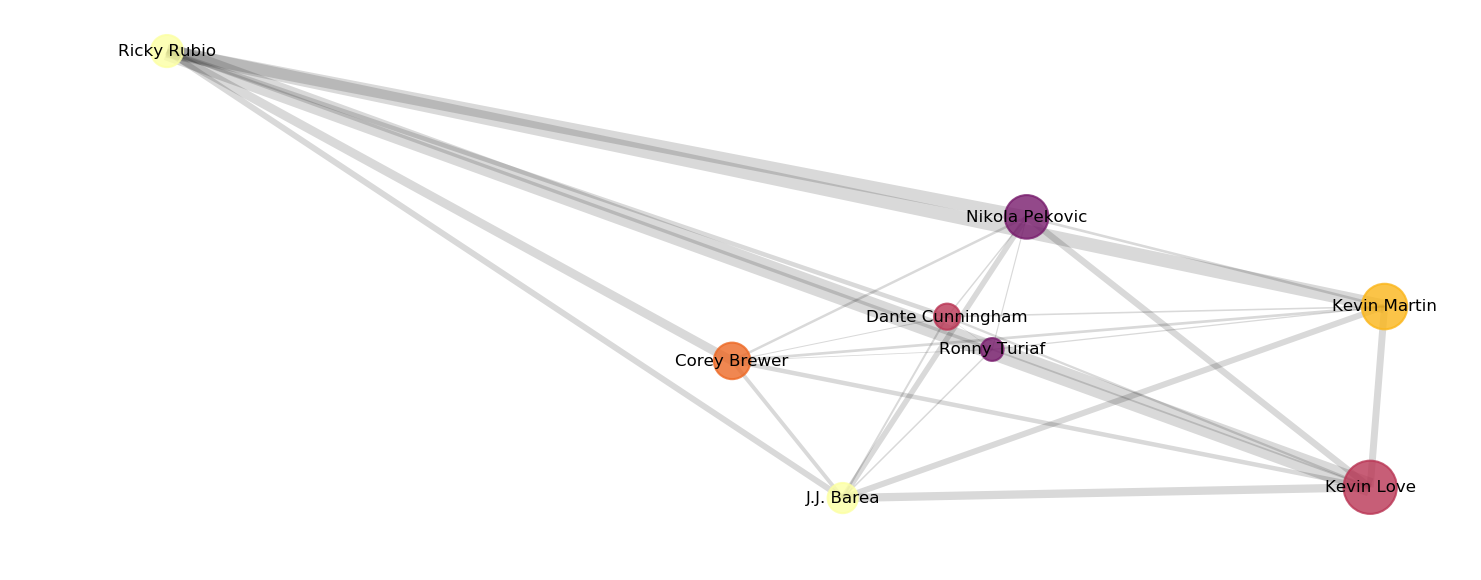 Ricky Rubio
Nikola Pekovic
Kevin Martin
Dante Cunningham
Ronny Turiaf
Corey Brewer
Kevin Love
J.J. Barea